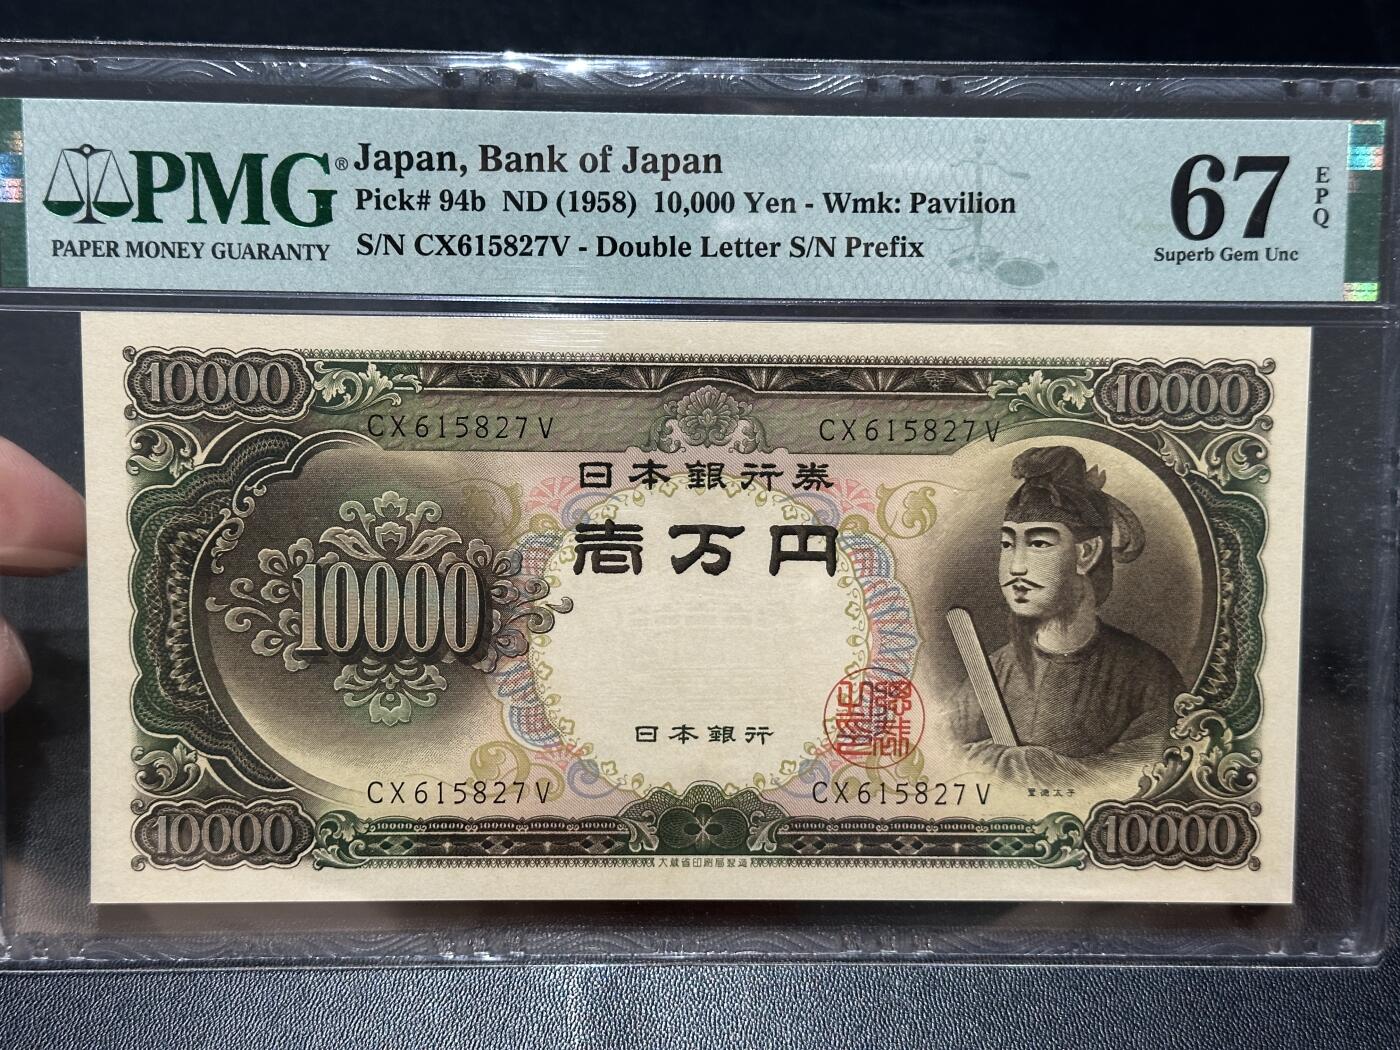 PMG®
PAPER MONEY GUARANTY
Japan, Bank of Japan
Pick# 94b ND (1958) 10,000 Yen - Wmk: Pavilion
S/N CX615827V - Double Letter S/N Prefix
67
EPQ
Superb Gem Unc
10000
10000
CX615827V
CX615827V
日本銀行券
壱万円
10000
日本銀行
CX615827V
CX615827V
聖徳太子
10000
10000
大蔵省印刷局製造